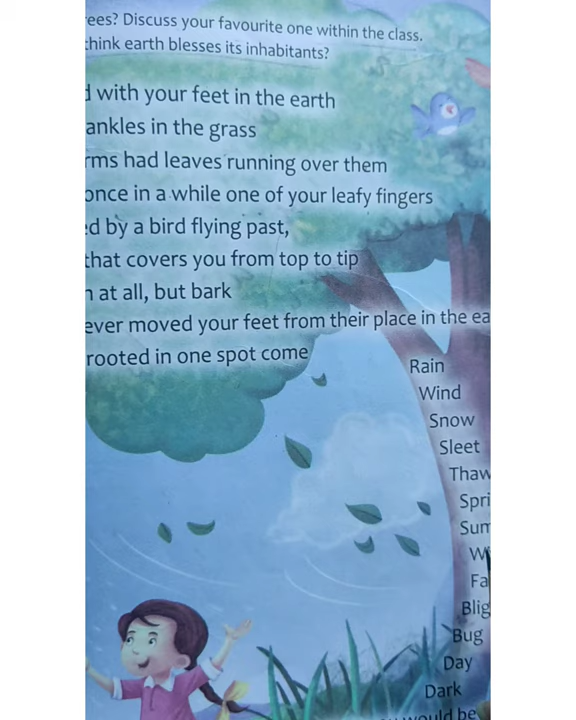 ees? Discuss your favourite one within the class.
think earth blesses its inhabitants?
d with your feet in the earth
ankles in the grass
rms had leaves running over them
once in a while one of your leafy fingers
ed by a bird flying past,
that covers you from top to tip
n at all, but bark
ever moved your feet from their place in the ea
rooted in one spot come
Rain
Wind
Snow
Sleet
Thaw
Spri
Sum
W
Fa
Blig
Bug
Day
Dark
would be